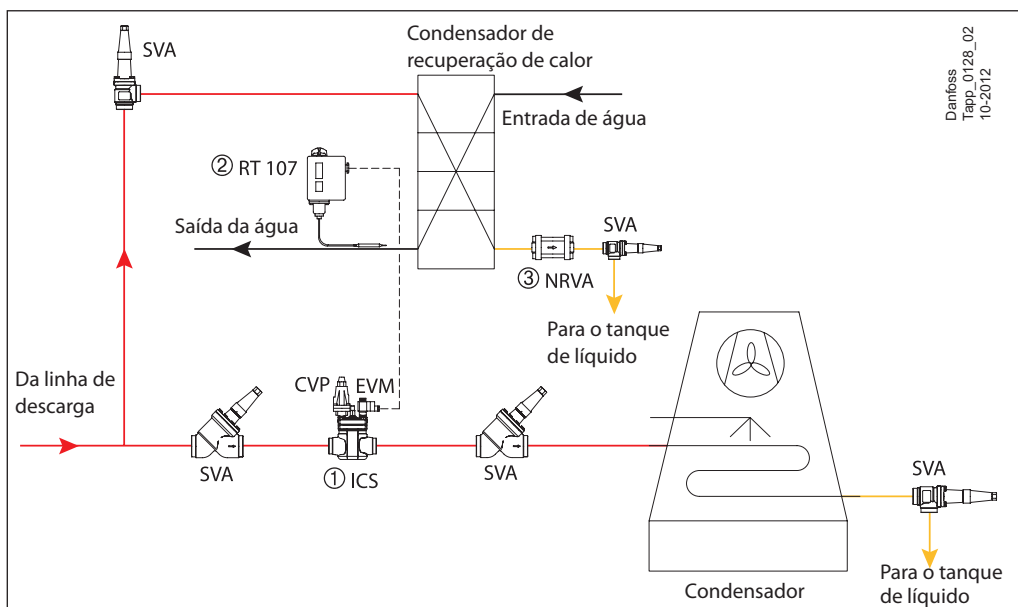 SVA
Condensador de
recuperação de calor
Danfoss
Tapp_0128_02
10-2012
Entrada de água
② RT 107
Saída da água
SVA
③ NRVA
Para o tanque
de líquido
Da linha de
descarga
CVP
EVM
SVA
① ICS
SVA
SVA
Condensador
Para o tanque
de líquido